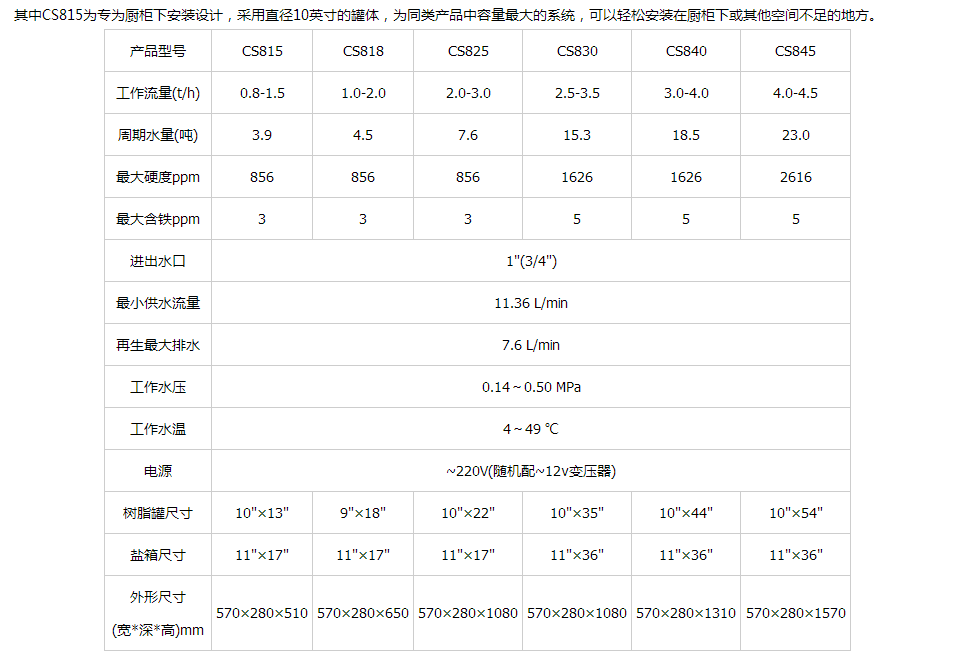 其中CS815为专为厨柜下安装设计，采用直径10英寸的罐体，为同类产品中容量最大的系统，可以轻松安装在厨柜下或其他空间不足的地方。
产品型号 CS815 CS818 CS825 CS830 CS840 CS845
工作流量(t/h) 0.8-1.5 1.0-2.0 2.0-3.0 2.5-3.5 3.0-4.0 4.0-4.5
周期水量(吨) 3.9 4.5 7.6 15.3 18.5 23.0
最大硬度ppm 856 856 856 1626 1626 2616
最大含铁ppm 3 3 3 5 5 5
进出水口 1"(3/4")
最小供水流量 11.36 L/min
再生最大排水 7.6 L/min
工作水压 0.14～0.50 MPa
工作水温 4～49 ℃
电源 ~220V(随机配~12v变压器)
树脂罐尺寸 10"×13" 9"×18" 10"×22" 10"×35" 10"×44" 10"×54"
盐箱尺寸 11"×17" 11"×17" 11"×17" 11"×36" 11"×36" 11"×36"
外形尺寸
(宽*深*高)mm 570×280×510 570×280×650 570×280×1080 570×280×1080 570×280×1310 570×280×1570